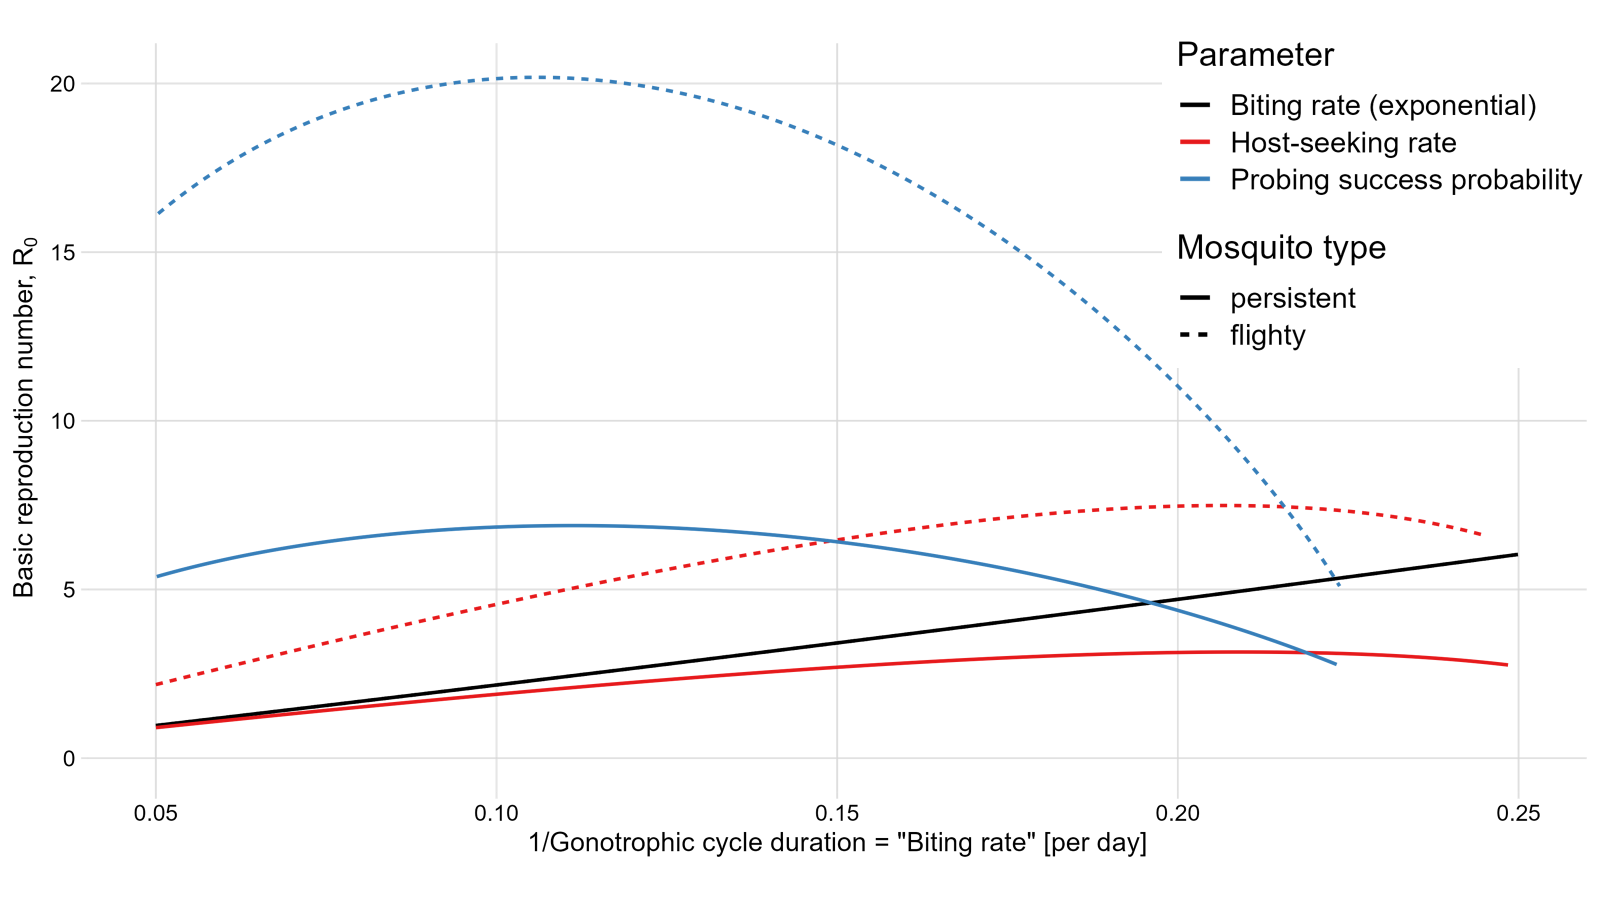 Parameter
Biting rate (exponential)
Host-seeking rate
Probing success probability
Mosquito type
persistent
flighty
Basic reproduction number, R₀
20
15
10
5
0
0.05 0.10 0.15 0.20 0.25
1/Gonotrophic cycle duration = "Biting rate" [per day]